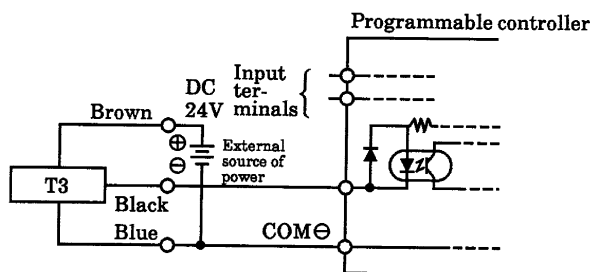 Programmable controller
Input
ter-
minals
DC
24V
Brown
⊕
⊖
External
source of
power
T3
Black
Blue
COM⊖